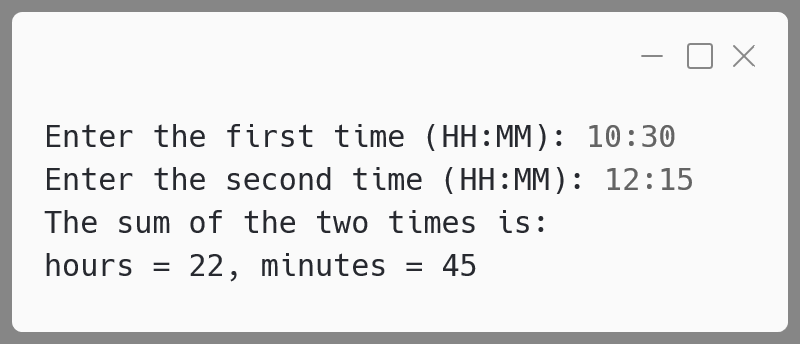 Enter the first time (HH:MM): 10:30
Enter the second time (HH:MM): 12:15
The sum of the two times is:
hours = 22, minutes = 45